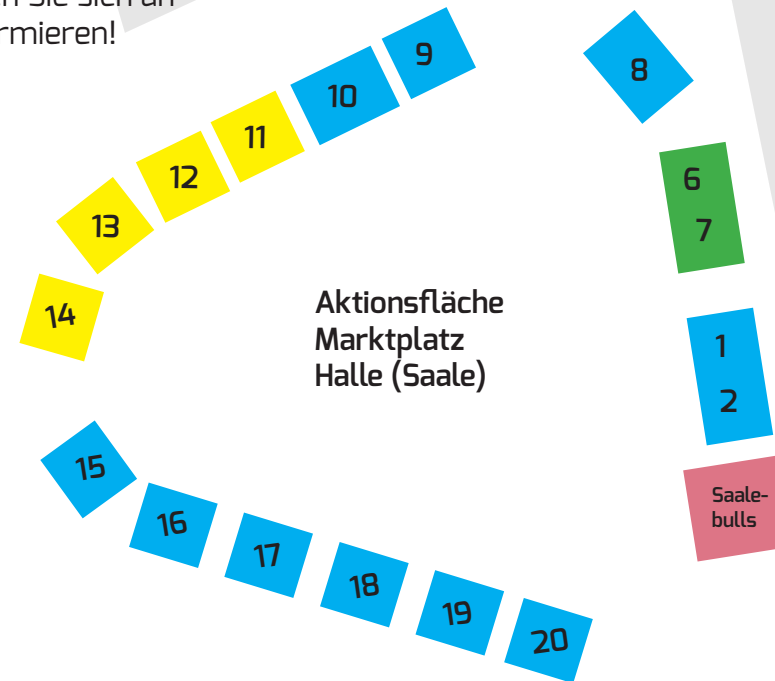 rmieren!
9
10
8
11
12
6
13
7
Aktionsfläche
14
Marktplatz
1
Halle (Saale)
2
15
Saale-
16
bulls
17
18
19
20